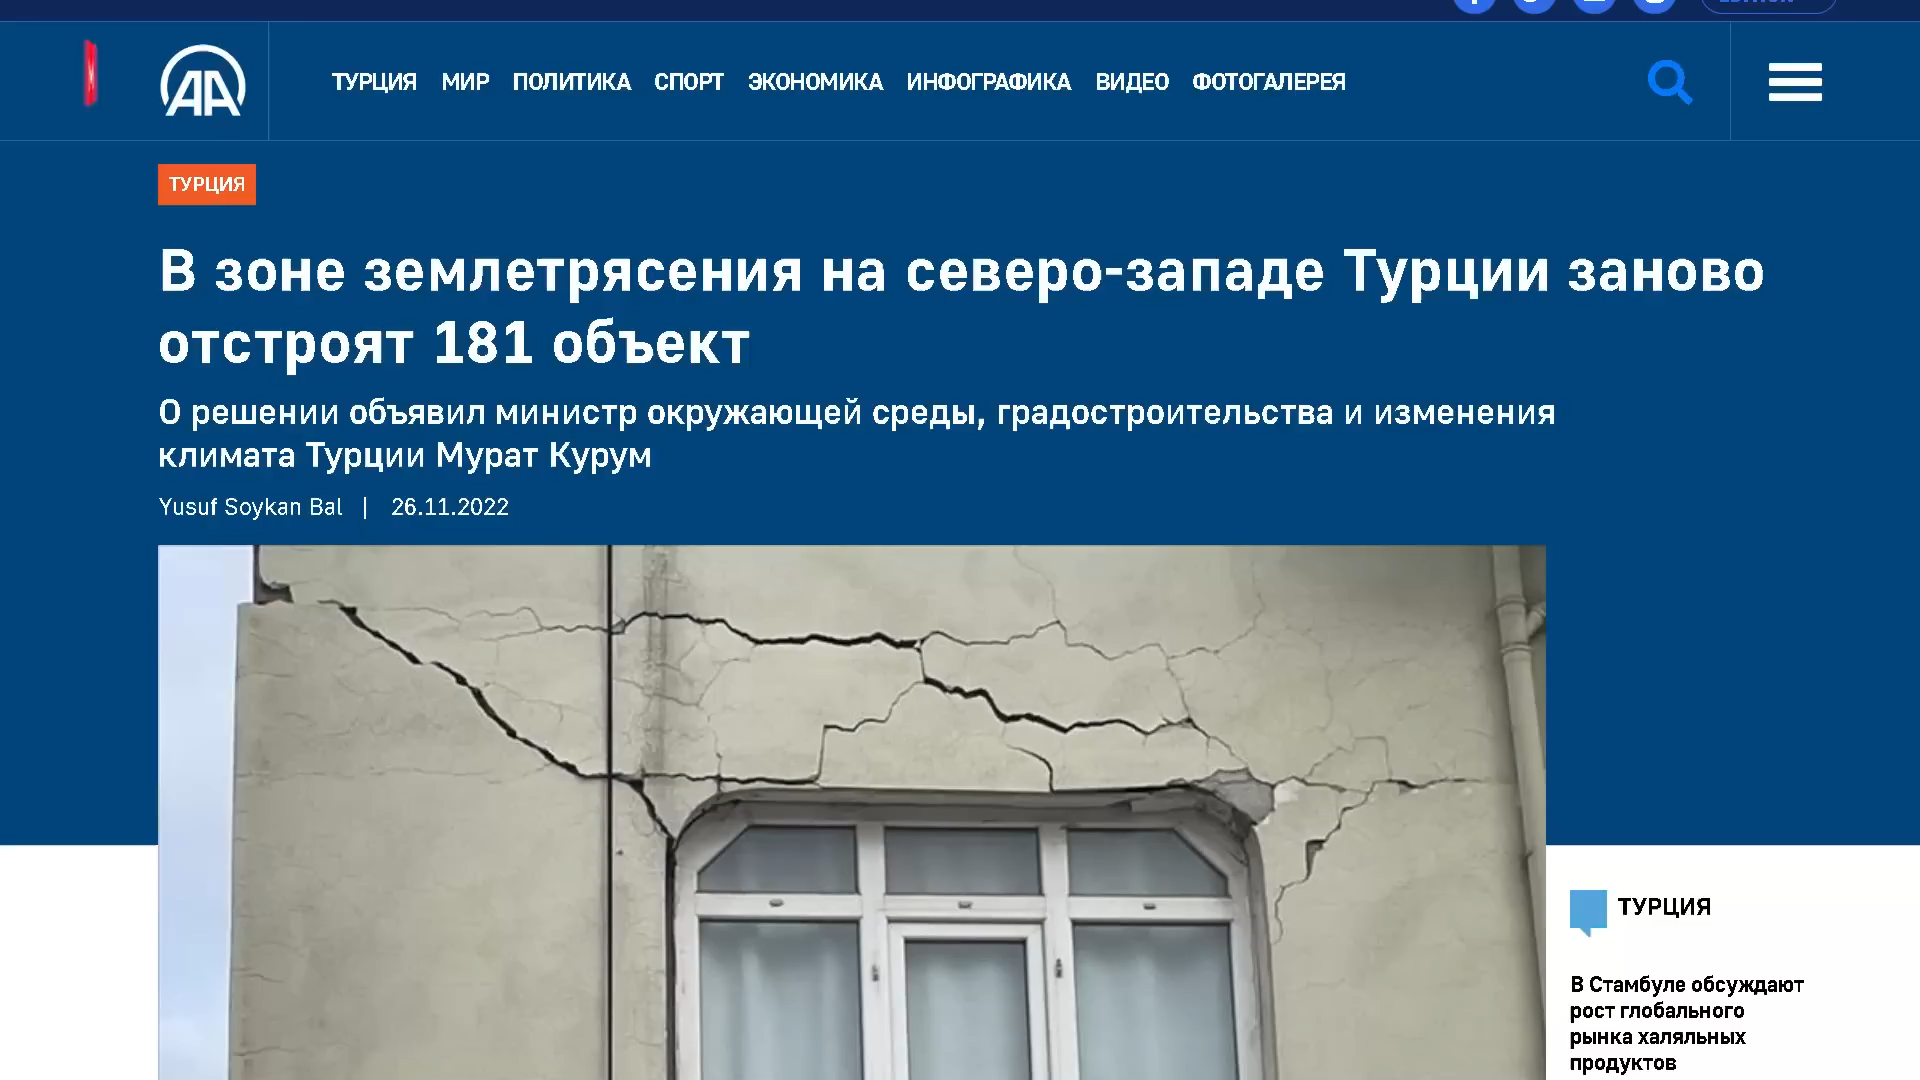 AA
ТУРЦИЯ МИР ПОЛИТИКА СПОРТ ЭКОНОМИКА ИНФОГРАФИКА ВИДЕО ФОТОГАЛЕРЕЯ
ТУРЦИЯ
В зоне землетрясения на северо-западе Турции заново
отстроят 181 объект
О решении объявил министр окружающей среды, градостроительства и изменения
климата Турции Мурат Курум
Yusuf Soykan Bal | 26.11.2022
ТУРЦИЯ
В Стамбуле обсуждают
рост глобального
рынка халяльных
продуктов